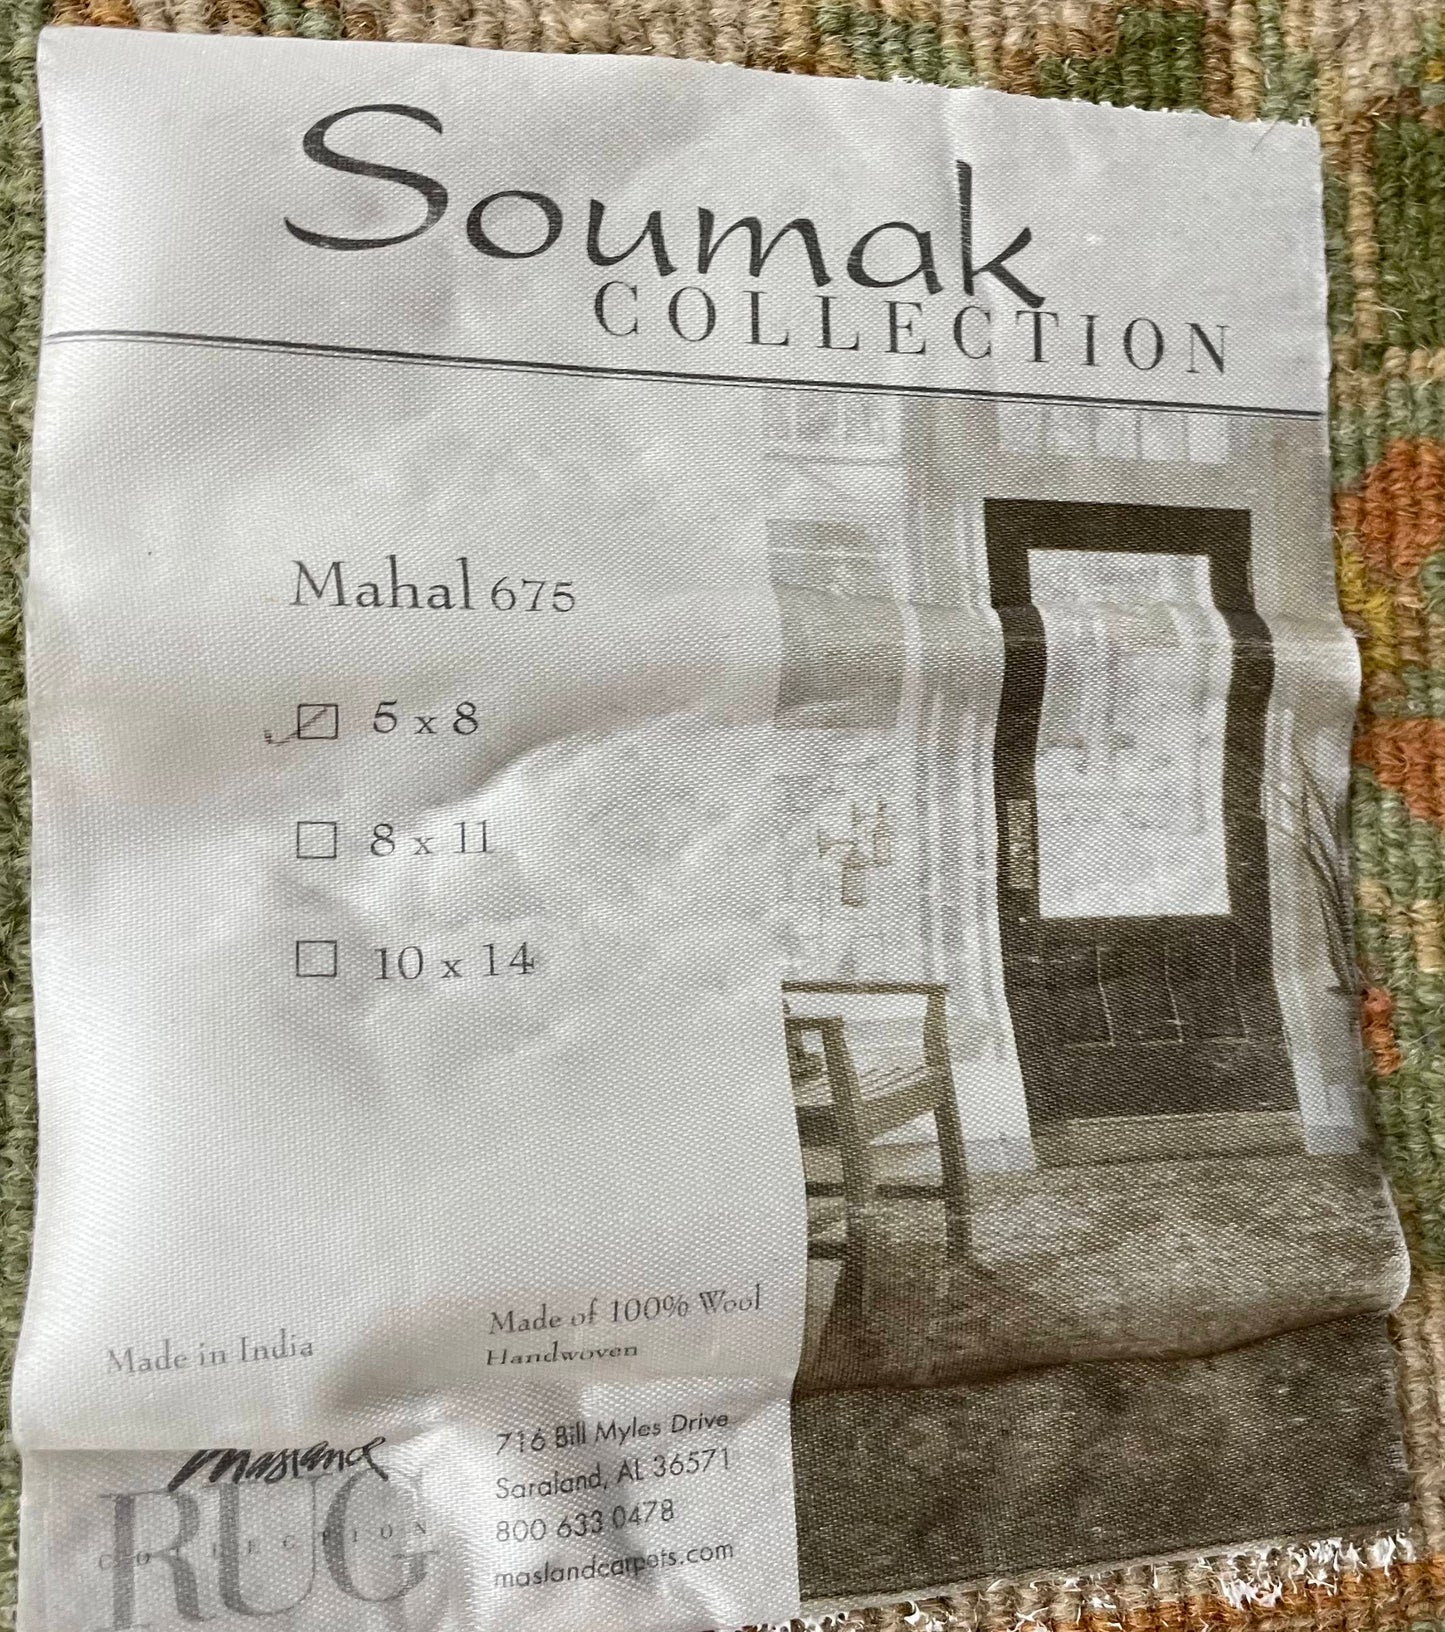 Soumak
COLLECTION
Mahal 675
5 x 8
8 x 11
10 x 14
Made in India
Made of 100% Wool
Handwoven
Masland
RUG
COLLECTION
716 Bill Myles Drive
Saraland, AL 36571
800 633 0478
maslandcarpets.com